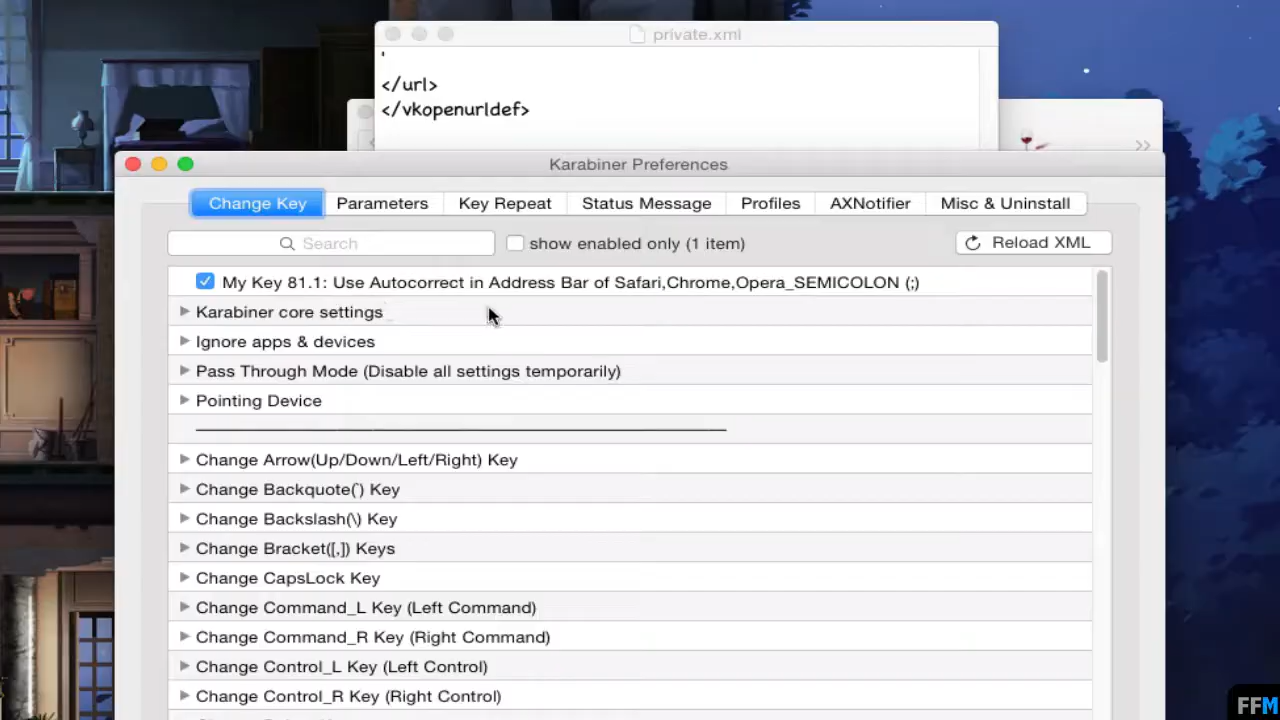 private.xml
'
</url>
</vkopenurldef>
Karabiner Preferences
Change Key
Parameters
Key Repeat
Status Message
Profiles
AXNotifier
Misc & Uninstall
Search
show enabled only (1 item)
Reload XML
My Key 81.1: Use Autocorrect in Address Bar of Safari,Chrome,Opera_SEMICOLON (;)
Karabiner core settings
Ignore apps & devices
Pass Through Mode (Disable all settings temporarily)
Pointing Device
Change Arrow(Up/Down/Left/Right) Key
Change Backquote(`) Key
Change Backslash(\) Key
Change Bracket([,]) Keys
Change CapsLock Key
Change Command_L Key (Left Command)
Change Command_R Key (Right Command)
Change Control_L Key (Left Control)
Change Control_R Key (Right Control)
FFM